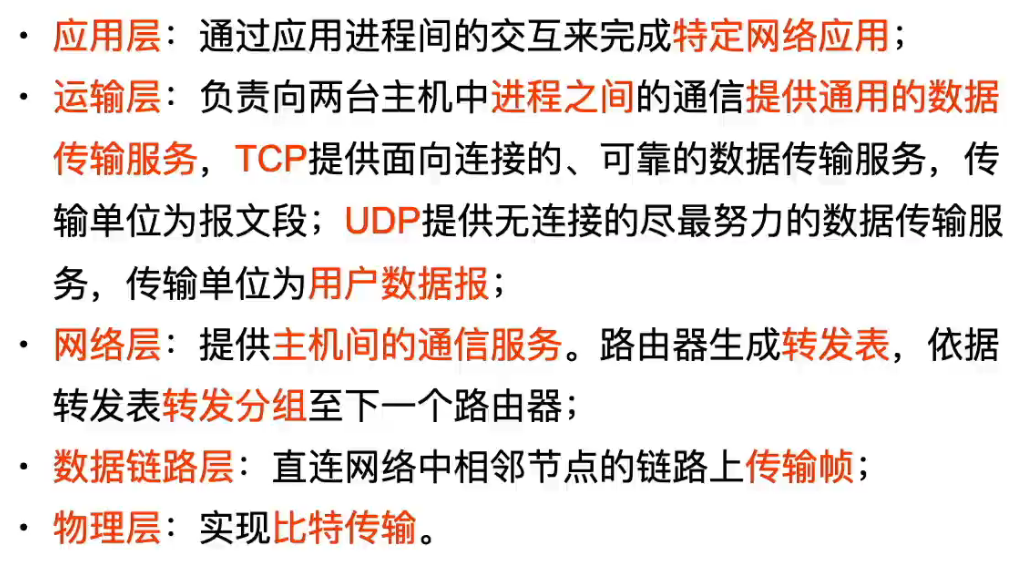 · 应用层：通过应用进程间的交互来完成特定网络应用；
· 运输层：负责向两台主机中进程之间的通信提供通用的数据
传输服务，TCP提供面向连接的、可靠的数据传输服务，传
输单位为报文段；UDP提供无连接的尽最努力的数据传输服
务，传输单位为用户数据报；
· 网络层：提供主机间的通信服务。路由器生成转发表，依据
转发表转发分组至下一个路由器；
· 数据链路层：直连网络中相邻节点的链路上传输帧；
· 物理层：实现比特传输。